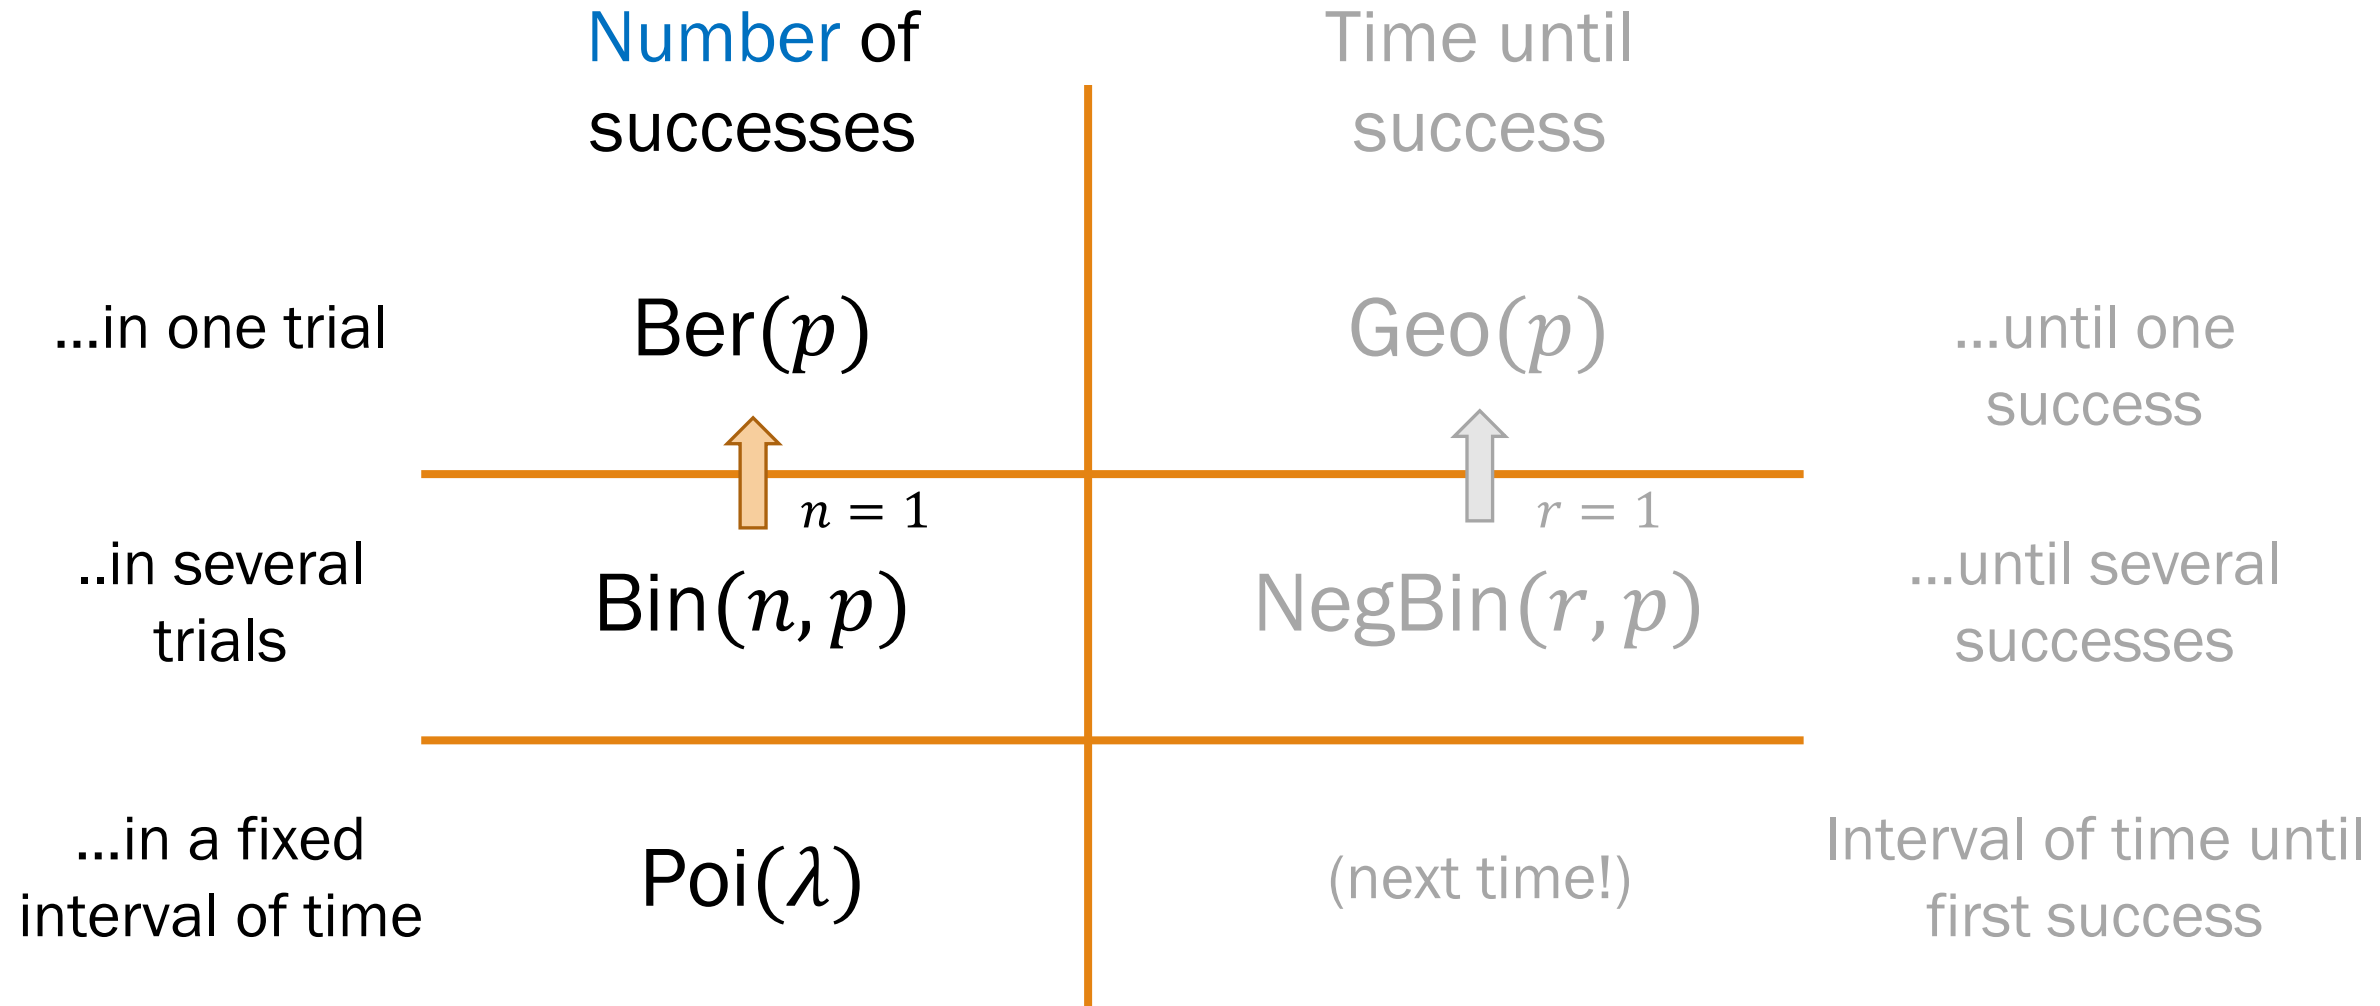 Number of
successes
Time until
success
...in one trial
Ber(p)
Geo(p)
...until one
success
n = 1
r = 1
..in several
trials
Bin(n, p)
NegBin(r, p)
...until several
successes
...in a fixed
interval of time
Poi(λ)
(next time!)
Interval of time until
first success